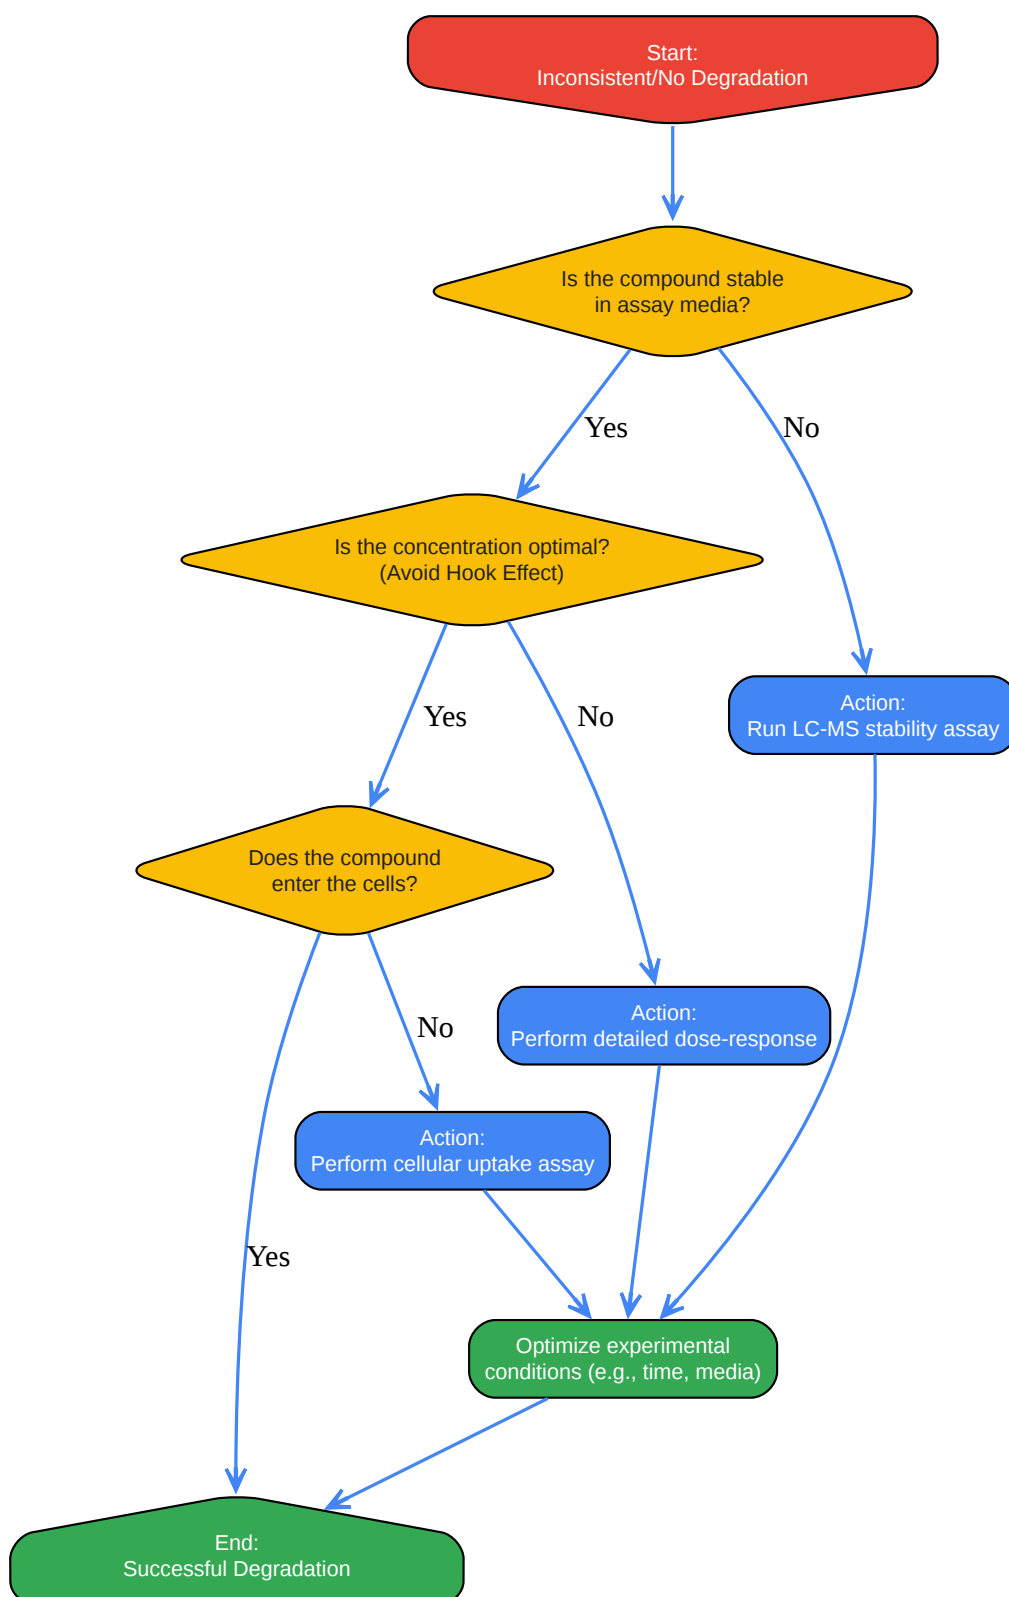 Start:
Inconsistent/No Degradation
Is the compound stable
in assay media?
Yes
No
Is the concentration optimal?
(Avoid Hook Effect)
Yes
No
Action:
Run LC-MS stability assay
Does the compound
enter the cells?
No
Action:
Perform detailed dose-response
Action:
Perform cellular uptake assay
Yes
Optimize experimental
conditions (e.g., time, media)
End:
Successful Degradation